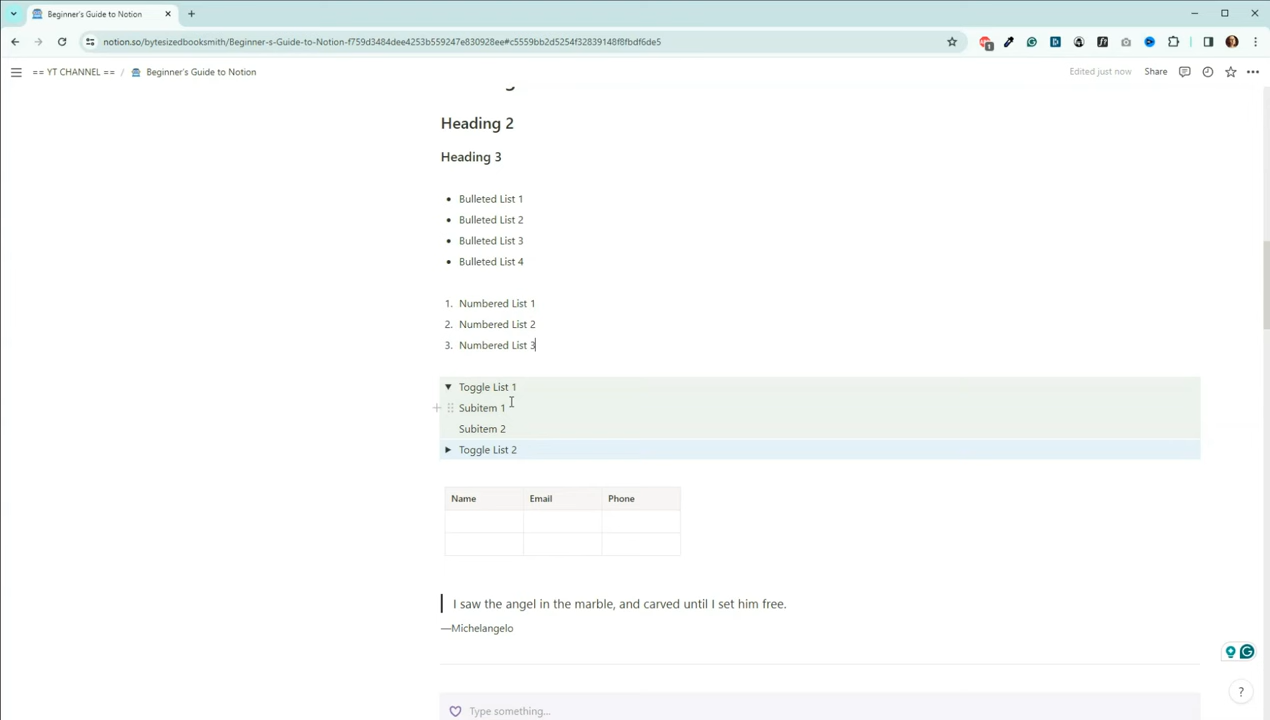 Beginner's Guide to Notion
notion.so/bytesizedbooksmith/Beginner-s-Guide-to-Notion-f759d3484dee4253b559247e830928ee#c5559bb2d5254f32839148f8fbdf6de5
1
== YT CHANNEL == / Beginner's Guide to Notion
Edited just now
Share
Heading 2
Heading 3
• Bulleted List 1
• Bulleted List 2
• Bulleted List 3
• Bulleted List 4
1. Numbered List 1
2. Numbered List 2
3. Numbered List 3
Toggle List 1
Subitem 1
Subitem 2
Toggle List 2
Name Email Phone
I saw the angel in the marble, and carved until I set him free.
—Michelangelo
Type something...
?